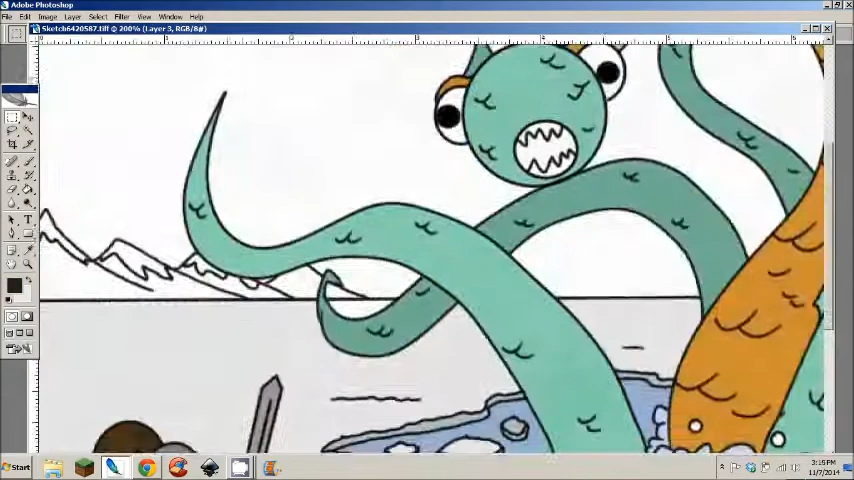 Adobe Photoshop
File Edit Image Layer Select Filter View Window Help
Sketch6420587.tiff @ 200% (Layer 3, RGB/8#)
Start
3:15 PM
11/7/2014